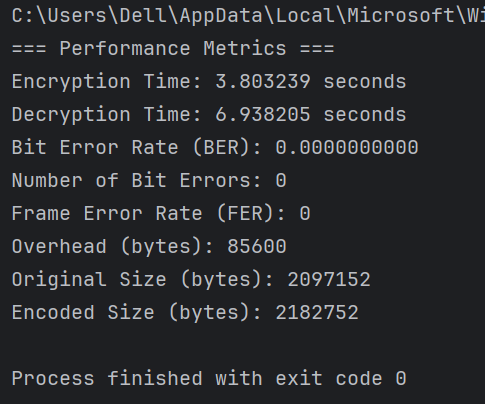 C:\Users\Dell\AppData\Local\Microsoft\Wi
=== Performance Metrics ===
Encryption Time: 3.803239 seconds
Decryption Time: 6.938205 seconds
Bit Error Rate (BER): 0.0000000000
Number of Bit Errors: 0
Frame Error Rate (FER): 0
Overhead (bytes): 85600
Original Size (bytes): 2097152
Encoded Size (bytes): 2182752
Process finished with exit code 0